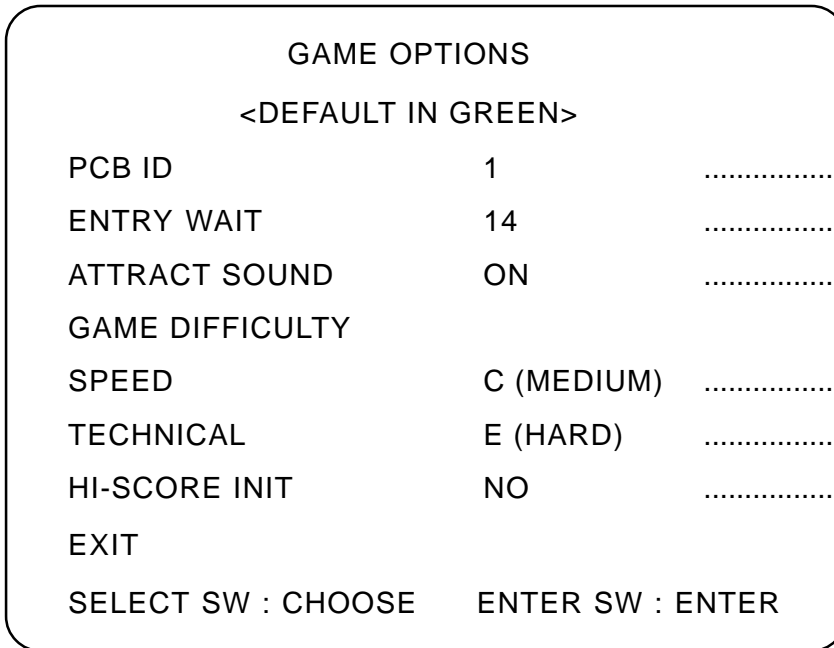 GAME OPTIONS
<DEFAULT IN GREEN>
PCB ID 1 ................
ENTRY WAIT 14 ................
ATTRACT SOUND ON ................
GAME DIFFICULTY
SPEED C (MEDIUM) ................
TECHNICAL E (HARD) ................
HI-SCORE INIT NO ................
EXIT
SELECT SW : CHOOSE ENTER SW : ENTER